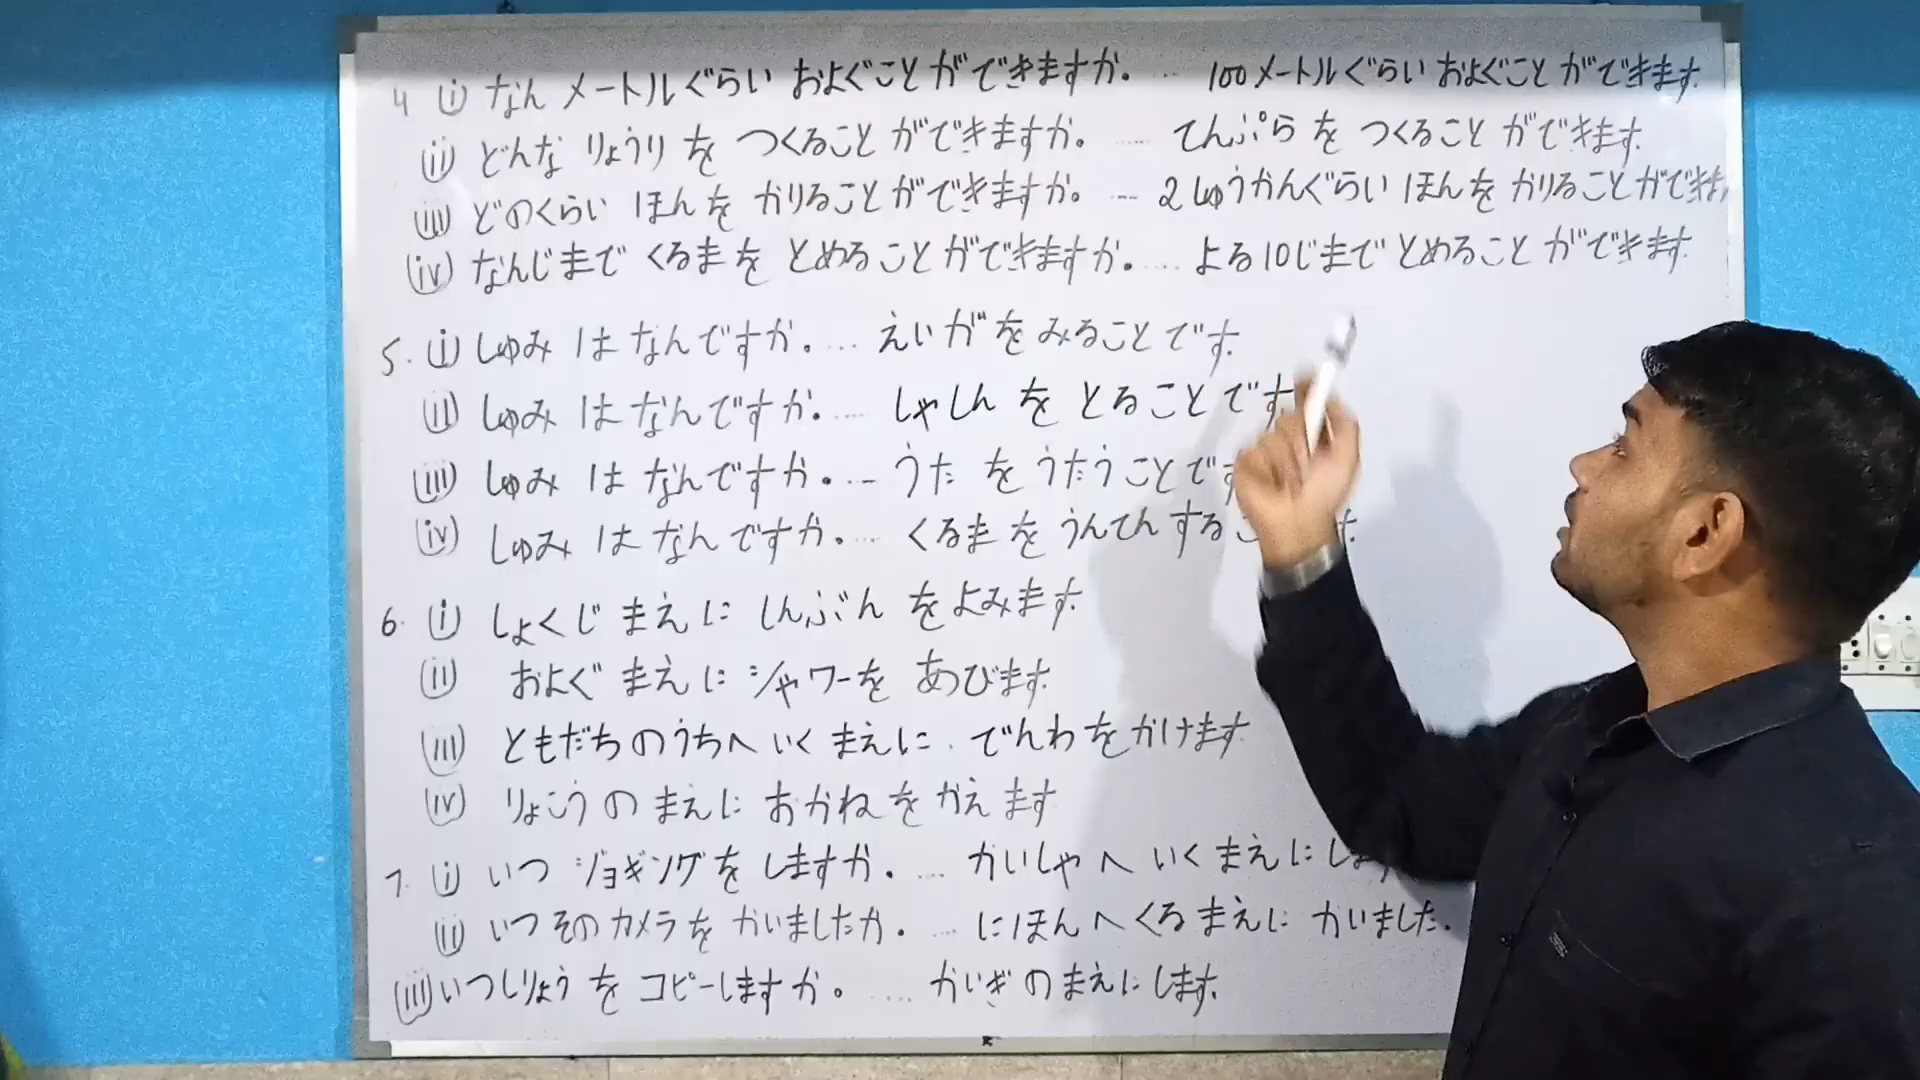 4 (i) なん メートルぐらい およぐことができますか。 ... 100メートルぐらい およぐことができます.
(ii) どんな りょうり を つくること ができますか。 ..... てんぷら を つくること ができます.
(iii) どのくらい ほん を かりることができますか。 ... 2しゅうかんぐらい ほんを かりることができま
(iv) なんじまで くるまを とめることができますか. .... よる10じまで とめること ができます.
5. (i) しゅみ は なんですか. ... えいが を みることです.
(ii) しゅみ は なんですか. .... しゃしん を とることです
(iii) しゅみ は なんですか. ... うた を うたうことです
(iv) しゅみ は なんですか. .... くるま を うんてんする
6. (i) しょくじ まえに しんぶん を よみます.
(ii) およぐ まえに シャワーを あびます.
(iii) ともだちのうちへ いく まえに. でんわをかけます.
(iv) りょこうの まえに おかね を かえ ます
7. (i) いつ ジョギングを しますか. .... かいしゃへ いく まえに し
(ii) いつ その カメラを かいましたか. .... にほんへ くる まえに かいました.
(iii) いつ しりょう を コピーしますか。 .... かいぎの まえに します.